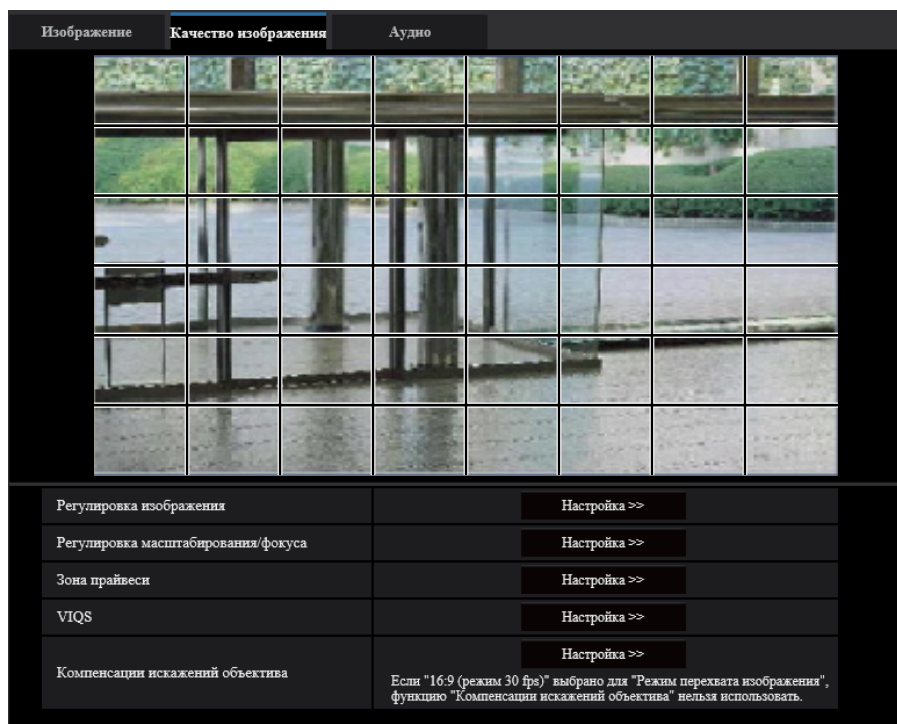 Изображение Качество изображения Аудио
Регулировка изображения Настройка >>
Регулировка масштабирования/фокуса Настройка >>
Зона прайвеси Настройка >>
VIQS Настройка >>
Настройка >>
Компенсации искажений объектива
Если "16:9 (режим 30 fps)" выбрано для "Режим перехвата изображения",
функцию "Компенсации искажений объектива" нельзя использовать.